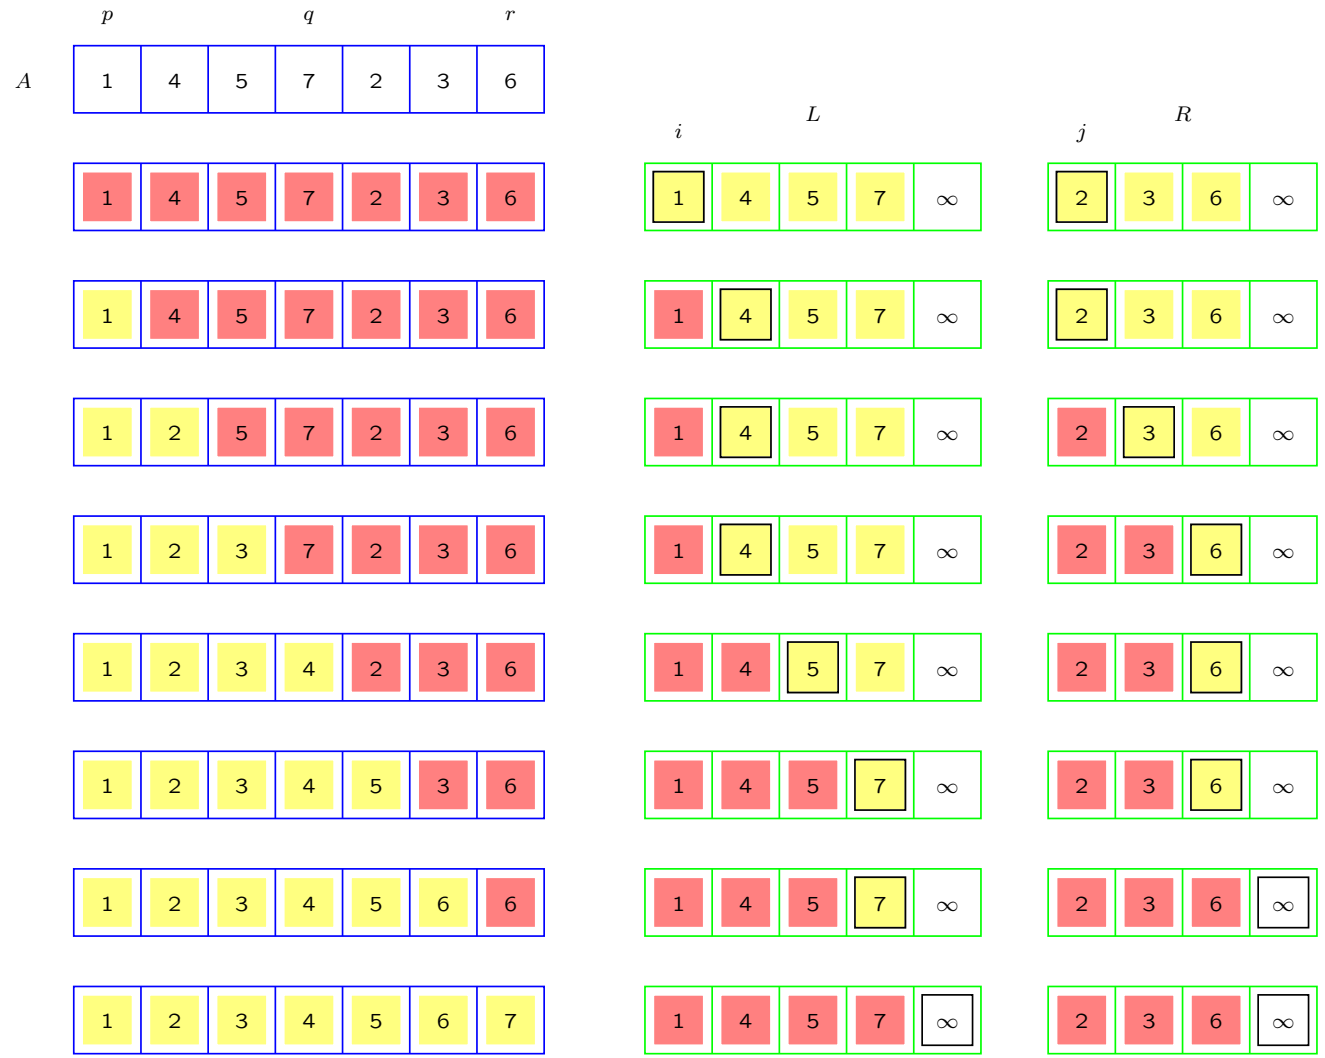 p q r
A 1 4 5 7 2 3 6
L R
i j
1 4 5 7 2 3 6 1 4 5 7 ∞ 2 3 6 ∞
1 4 5 7 2 3 6 1 4 5 7 ∞ 2 3 6 ∞
1 2 5 7 2 3 6 1 4 5 7 ∞ 2 3 6 ∞
1 2 3 7 2 3 6 1 4 5 7 ∞ 2 3 6 ∞
1 2 3 4 2 3 6 1 4 5 7 ∞ 2 3 6 ∞
1 2 3 4 5 3 6 1 4 5 7 ∞ 2 3 6 ∞
1 2 3 4 5 6 6 1 4 5 7 ∞ 2 3 6 ∞
1 2 3 4 5 6 7 1 4 5 7 ∞ 2 3 6 ∞